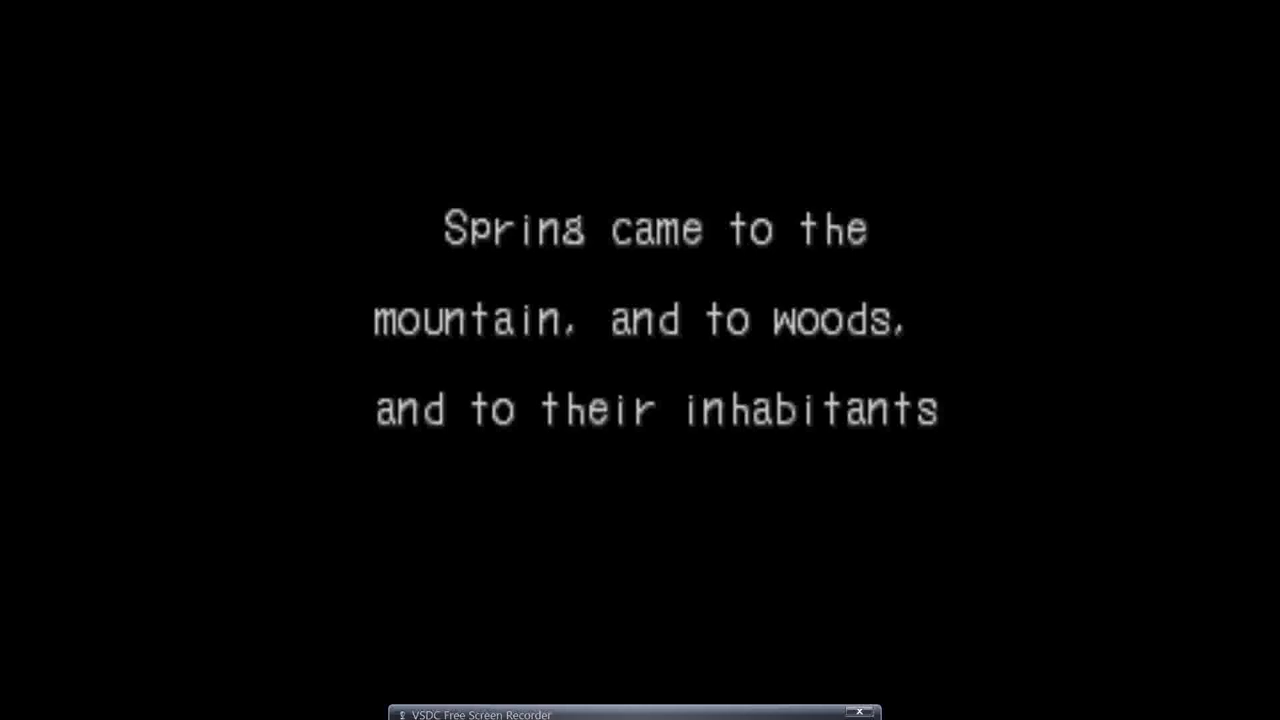 Spring came to the
mountain, and to woods,
and to their inhabitants
VSDC Free Screen Recorder